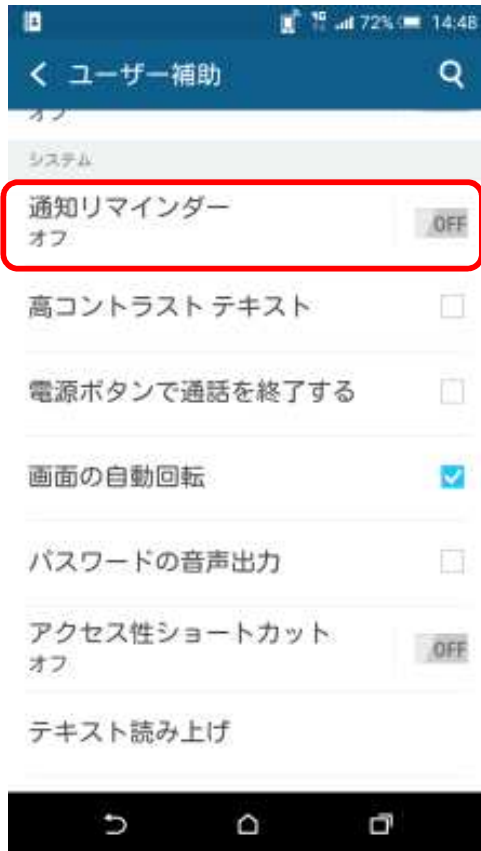 72% 14:48
ユーザー補助
オフ
システム
通知リマインダー
オフ
OFF
高コントラスト テキスト
電源ボタンで通話を終了する
画面の自動回転
パスワードの音声出力
アクセス性ショートカット
オフ
OFF
テキスト読み上げ